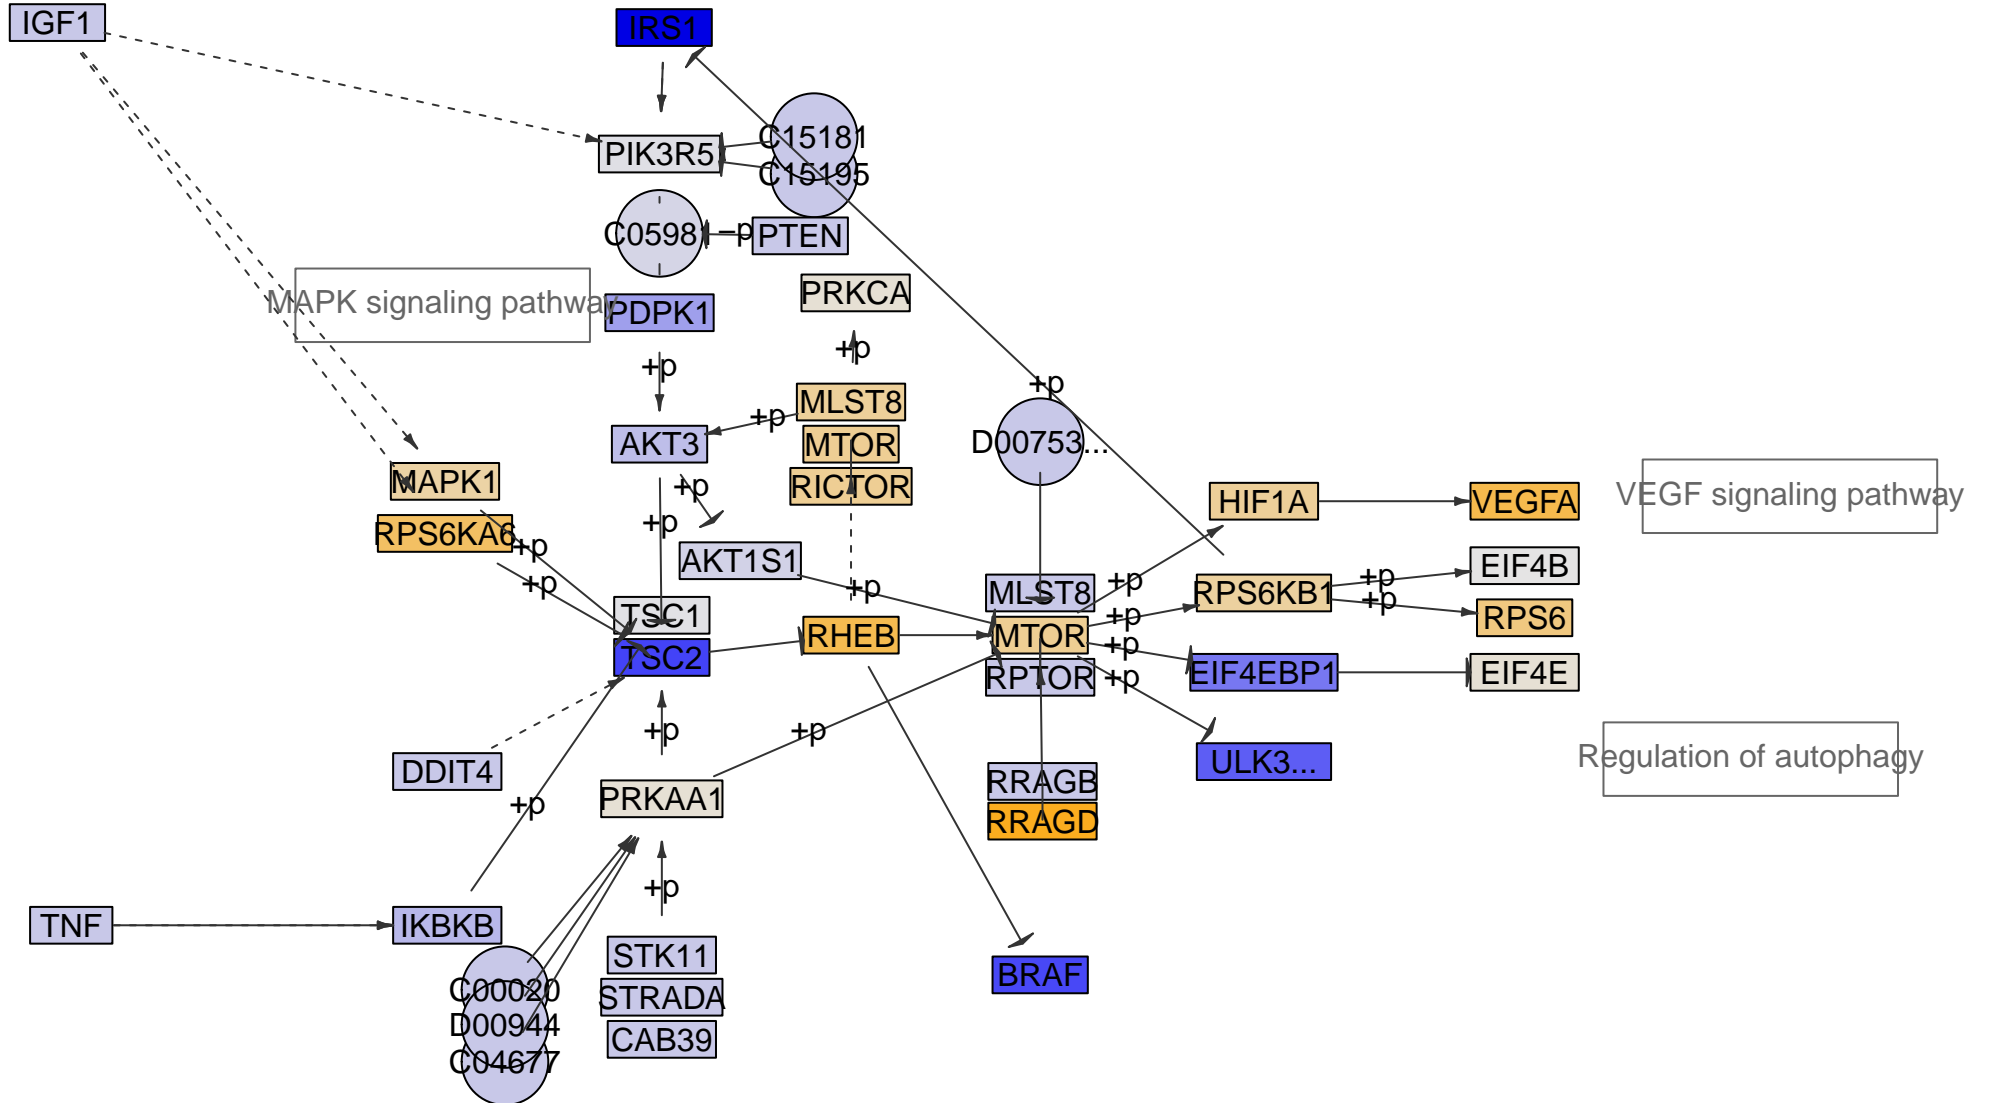 IGF1
IRS1
C15181
PIK3R5
C15195
C05981
−p
PTEN
PRKCA
MAPK signaling pathway
PDPK1
+p
+p
+p
MLST8
+p
AKT3
MTOR
D00753...
MAPK1
+p
RICTOR
HIF1A
VEGFA
VEGF signaling pathway
RPS6KA6
+p
+p
AKT1S1
EIF4B
+p
+p
MLST8
+p
RPS6KB1
+p
+p
TSC1
+p
RPS6
RHEB
MTOR
TSC2
+p
RPTOR
+p
EIF4EBP1
EIF4E
+p
+p
DDIT4
ULK3...
Regulation of autophagy
+p
PRKAA1
RRAGB
RRAGD
+p
TNF
IKBKB
STK11
BRAF
C00020
STRADA
D00944
CAB39
C04677